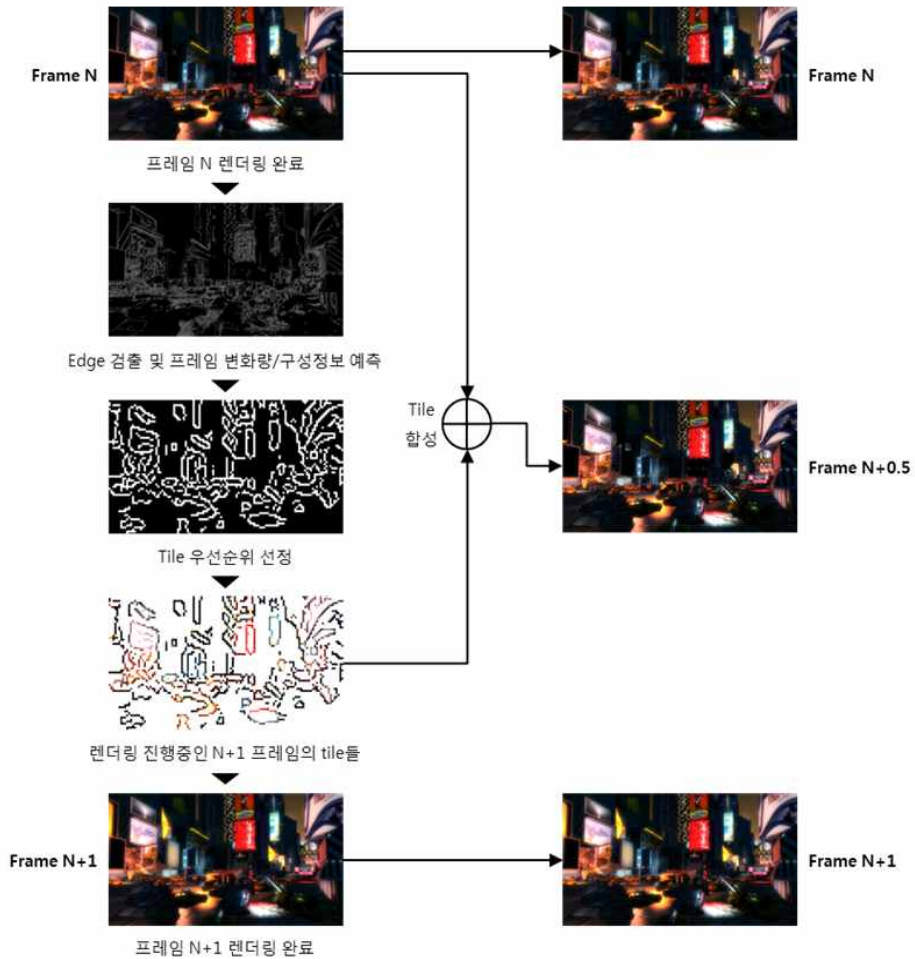 Frame N
Frame N
프레임 N 렌더링 완료
Edge 검출 및 프레임 변화량/구성정보 예측
Tile
합성
Frame N+0.5
Tile 우선순위 선정
렌더링 진행중인 N+1 프레임의 tile들
Frame N+1
Frame N+1
프레임 N+1 렌더링 완료